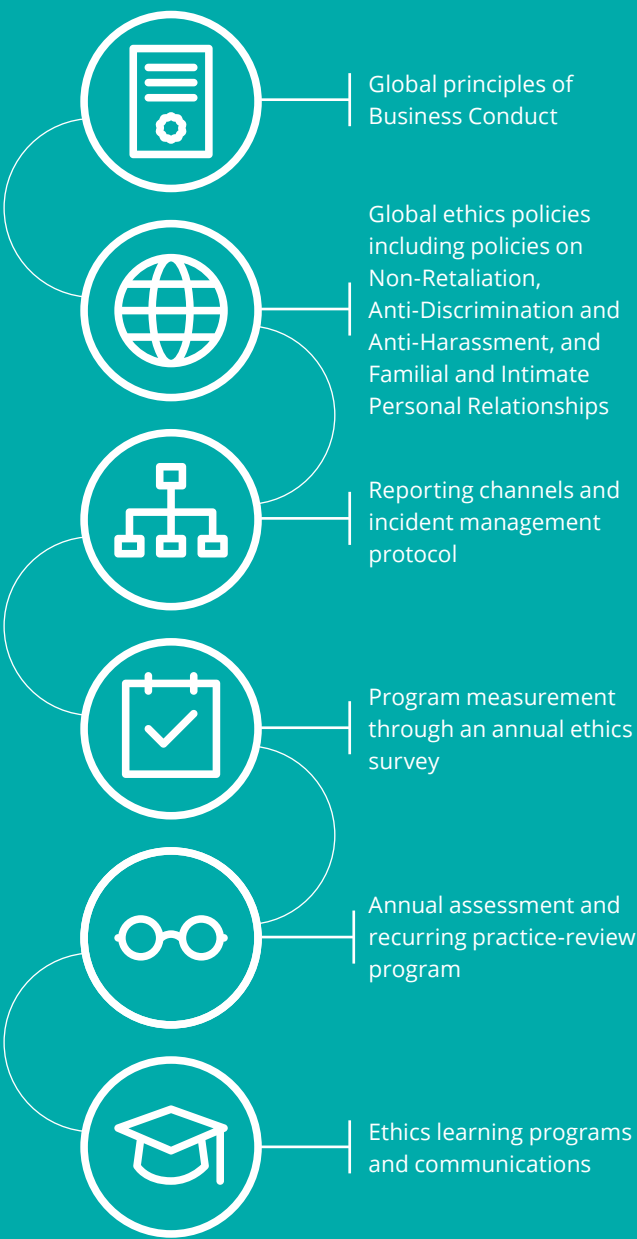 Global principles of
Business Conduct
Global ethics policies
including policies on
Non-Retaliation,
Anti-Discrimination and
Anti-Harassment, and
Familial and Intimate
Personal Relationships
Reporting channels and
incident management
protocol
Program measurement
through an annual ethics
survey
Annual assessment and
recurring practice-review
program
Ethics learning programs
and communications